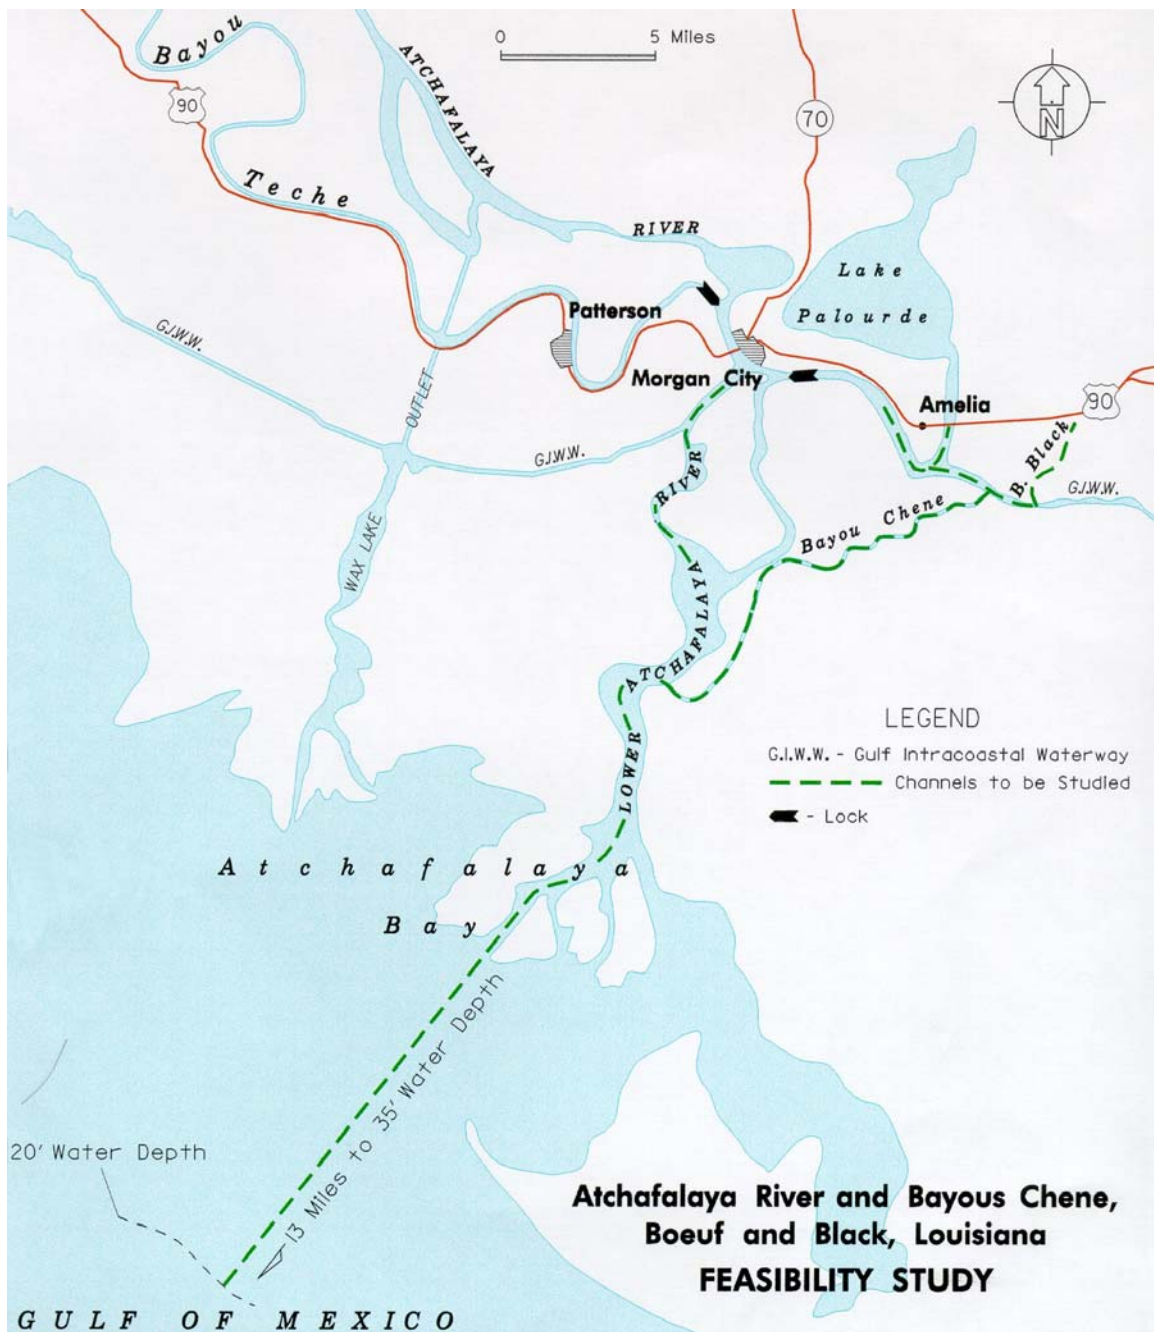 Bayou
ATCHAFALAYA
0 5 Miles
90
70
N
Teche
RIVER
Lake
Palourde
Patterson
G.I.W.W.
Morgan City
OUTLET
Amelia
90
G.I.W.W.
B. Black
G.I.W.W.
RIVER
Bayou Chene
WAX LAKE
ATCHAFALAYA
LOWER
LEGEND
G.I.W.W. - Gulf Intracoastal Waterway
Channels to be Studied
- Lock
Atchafalaya
Bay
13 Miles to 35' Water Depth
20' Water Depth
Atchafalaya River and Bayous Chene,
Boeuf and Black, Louisiana
FEASIBILITY STUDY
GULF OF MEXICO